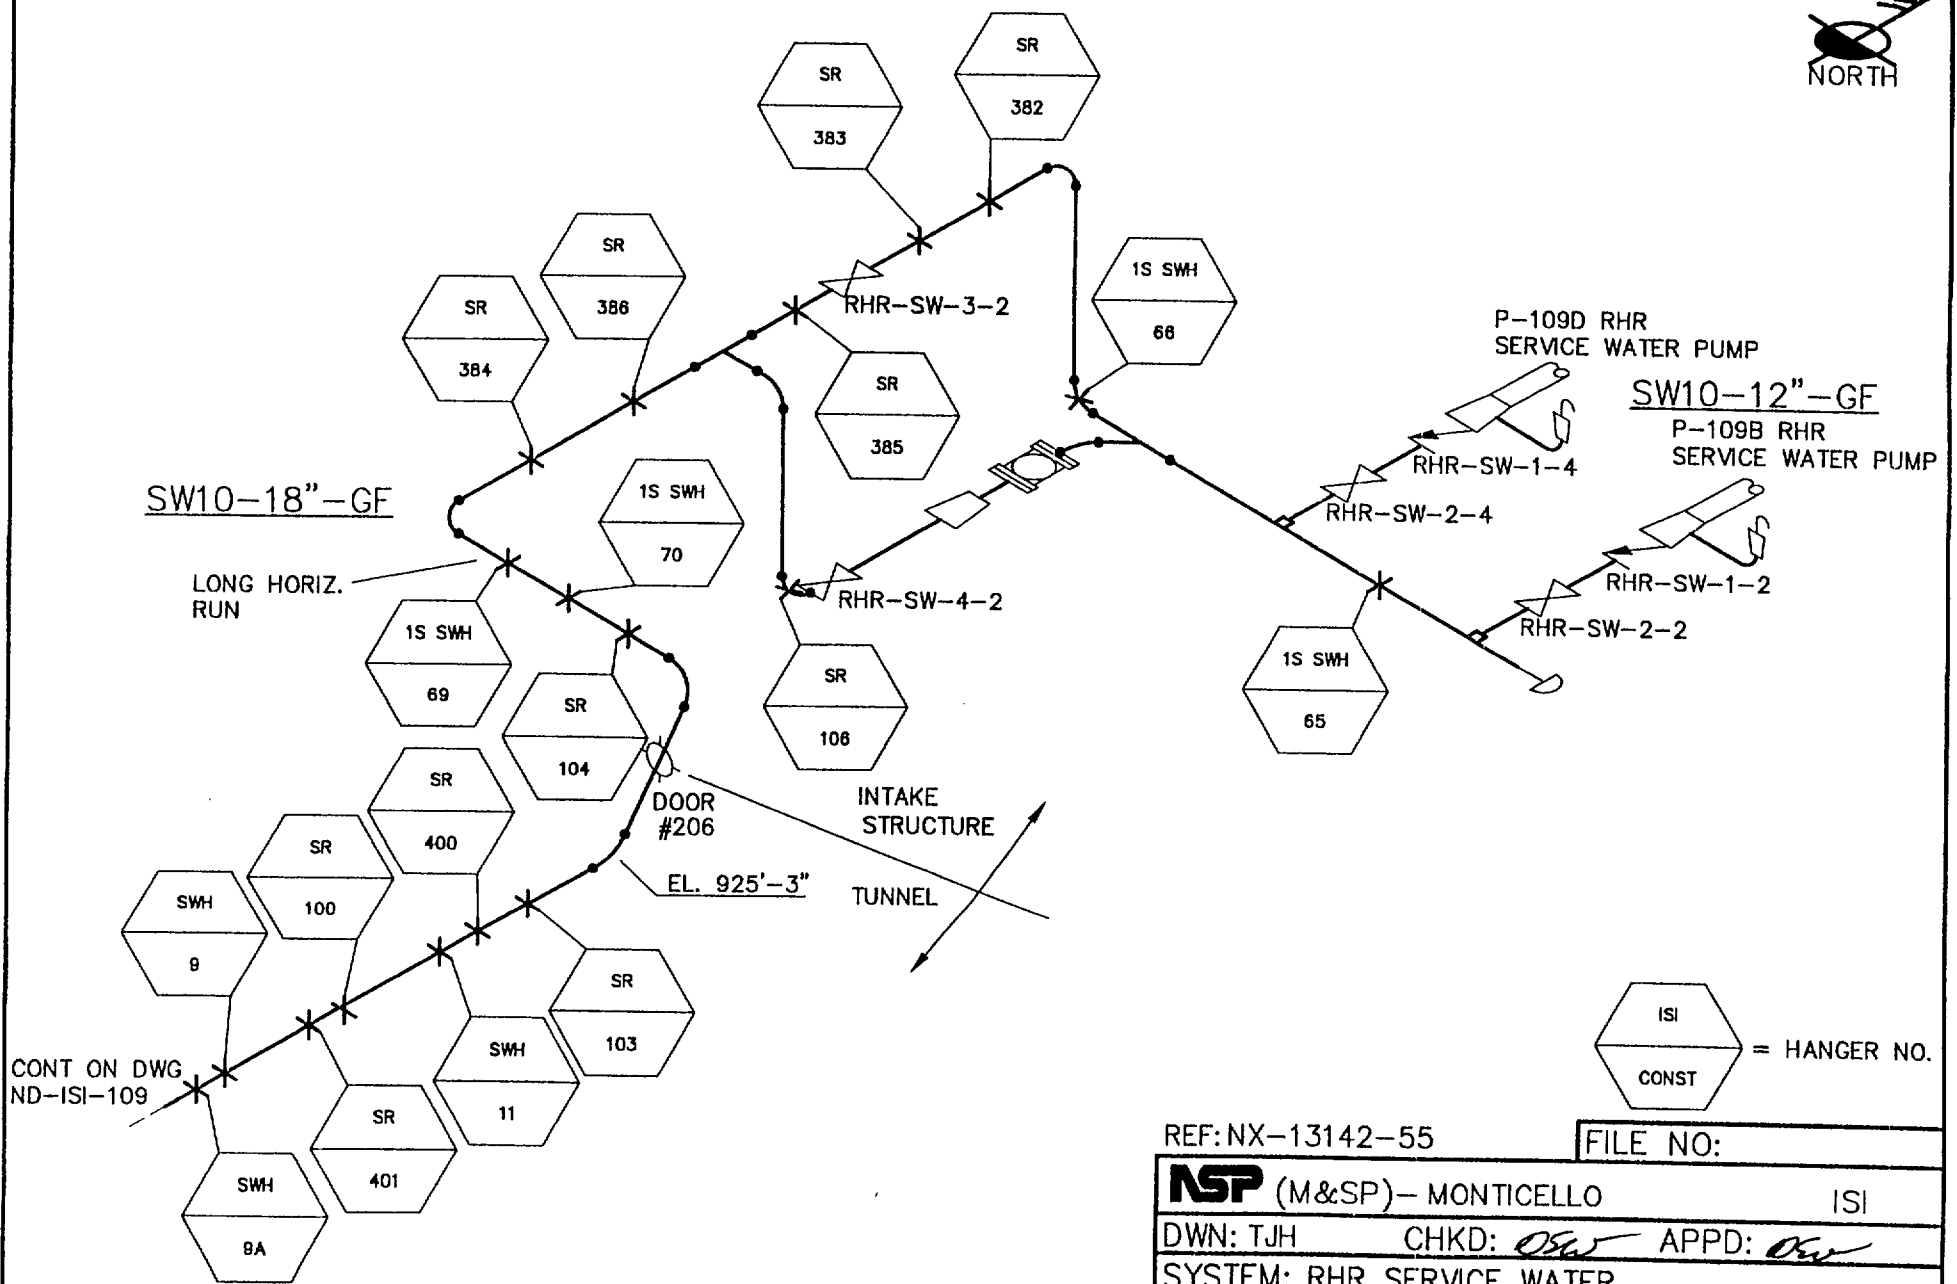 NORTH
SR
382
SR
383
SR
386
SR
384
1S SWH
66
RHR-SW-3-2
SR
385
P-109D RHR
SERVICE WATER PUMP
SW10-12"-GF
P-109B RHR
SERVICE WATER PUMP
RHR-SW-1-4
RHR-SW-2-4
RHR-SW-1-2
RHR-SW-2-2
SW10-18"-GF
1S SWH
70
LONG HORIZ.
RUN
RHR-SW-4-2
1S SWH
69
SR
104
SR
106
1S SWH
65
DOOR
#206
INTAKE
STRUCTURE
TUNNEL
EL. 925'-3"
SR
400
SR
100
SWH
9
SR
103
SWH
11
SR
401
SWH
9A
CONT ON DWG
ND-ISI-109
ISI
CONST
= HANGER NO.
REF: NX-13142-55
FILE NO:
NSP (M&SP)- MONTICELLO ISI
DWN: TJH CHKD: APPD:
SYSTEM: RHR SERVICE WATER